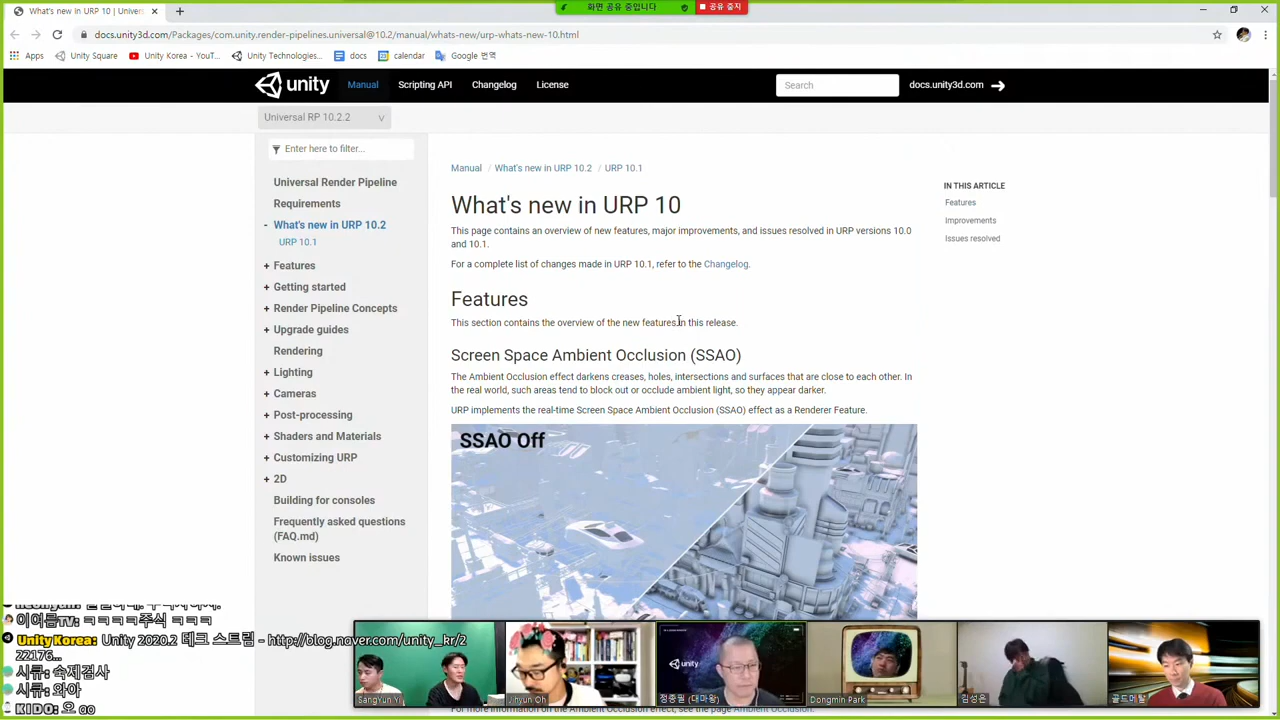 What's new in URP 10 | Univers
화면 공유 중입니다
공유 중지
docs.unity3d.com/Packages/com.unity.render-pipelines.universal@10.2/manual/whats-new/urp-whats-new-10.html
Apps
Unity Square
Unity Korea - YouT...
Unity Technologies...
docs
calendar
Google 번역
unity
Manual
Scripting API
Changelog
License
Search
docs.unity3d.com
Universal RP 10.2.2
Enter here to filter...
Universal Render Pipeline
Requirements
- What's new in URP 10.2
URP 10.1
+ Features
+ Getting started
+ Render Pipeline Concepts
+ Upgrade guides
Rendering
+ Lighting
+ Cameras
+ Post-processing
+ Shaders and Materials
+ Customizing URP
+ 2D
Building for consoles
Frequently asked questions
(FAQ.md)
Known issues
Manual / What's new in URP 10.2 / URP 10.1
What's new in URP 10
This page contains an overview of new features, major improvements, and issues resolved in URP versions 10.0
and 10.1.
For a complete list of changes made in URP 10.1, refer to the Changelog.
Features
This section contains the overview of the new features in this release.
Screen Space Ambient Occlusion (SSAO)
The Ambient Occlusion effect darkens creases, holes, intersections and surfaces that are close to each other. In
the real world, such areas tend to block out or occlude ambient light, so they appear darker.
URP implements the real-time Screen Space Ambient Occlusion (SSAO) effect as a Renderer Feature.
SSAO Off
IN THIS ARTICLE
Features
Improvements
Issues resolved
이이름TV: ㅋㅋㅋㅋ주식 ㅋㅋㅋ
Unity Korea: Unity 2020.2 테크 스트림 - http://blog.naver.com/unity_kr/2
22176...
시큐: 숙제검사
시큐: 와아
KIDO: 오 ao
SangYun Yi
Jihyun Oh
unity
정종필 (대마왕)
Dongmin Park
김성은
골드메탈